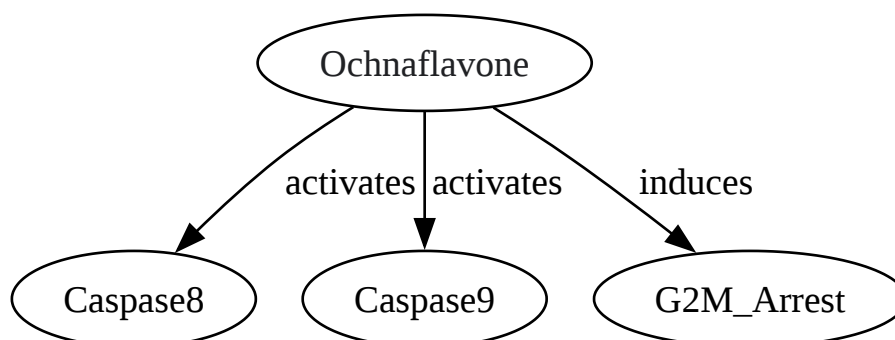 Ochnaflavone
activates activates induces
Caspase8 Caspase9 G2M_Arrest